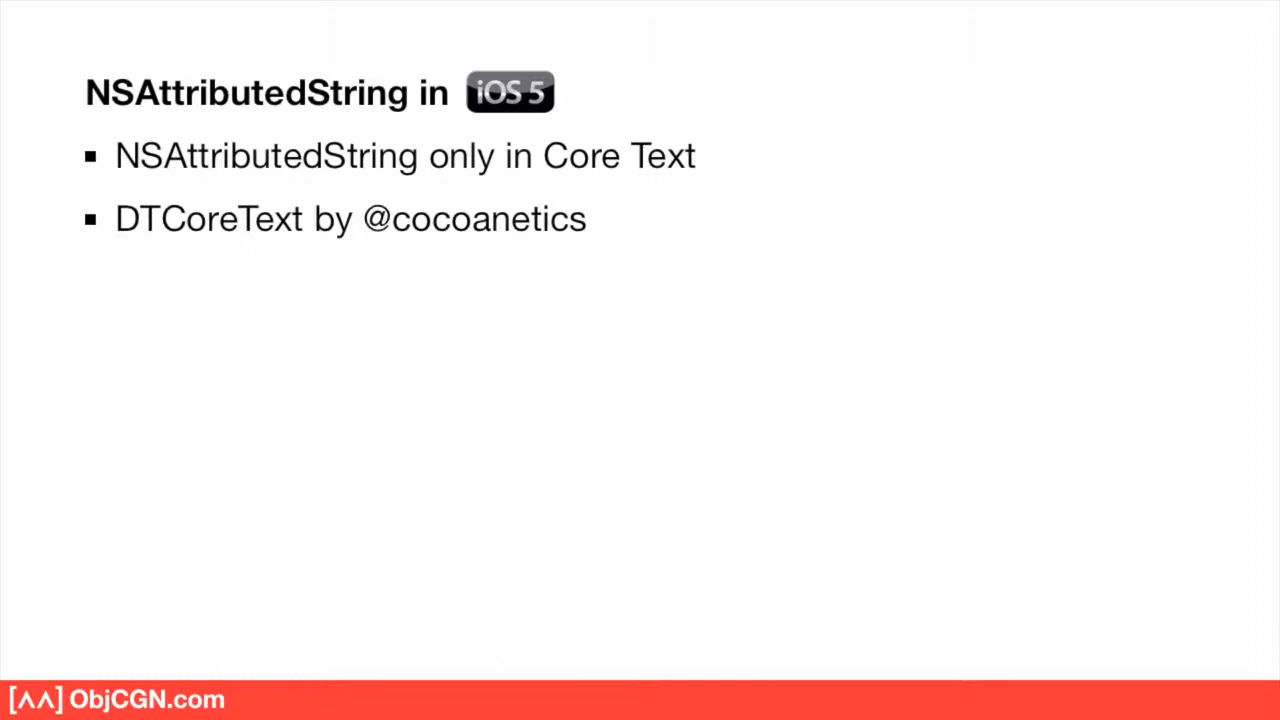 NSAttributedString in iOS 5
▪ NSAttributedString only in Core Text
▪ DTCoreText by @cocoanetics
[ʌʌ] ObjCGN.com